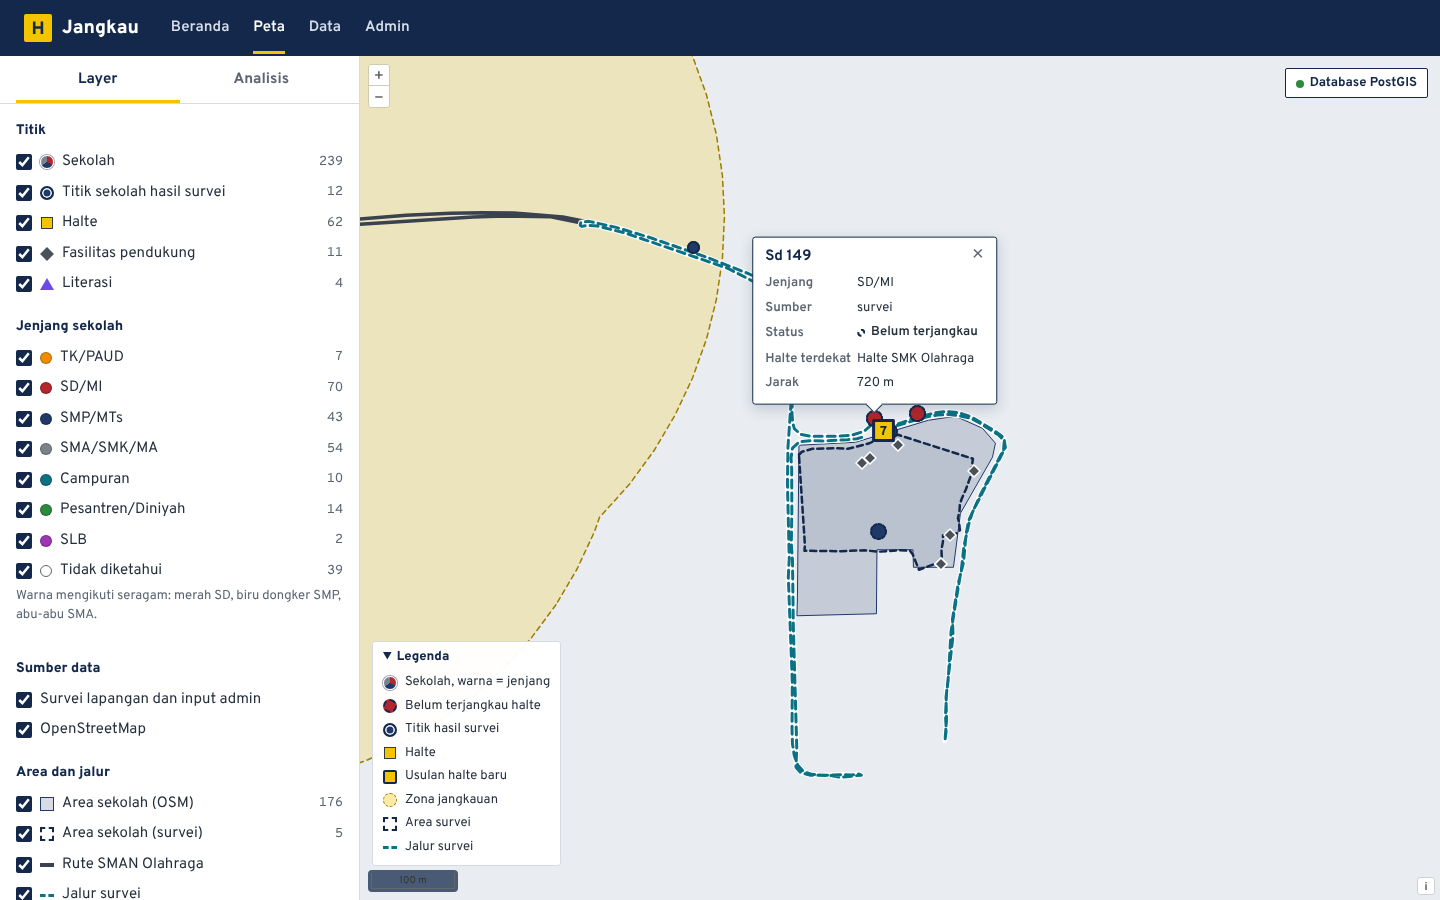 H Jangkau Beranda Peta Data Admin
Layer Analisis
Titik
Sekolah 239
Titik sekolah hasil survei 12
Halte 62
Fasilitas pendukung 11
Literasi 4
Jenjang sekolah
TK/PAUD 7
SD/MI 70
SMP/MTs 43
SMA/SMK/MA 54
Campuran 10
Pesantren/Diniyah 14
SLB 2
Tidak diketahui 39
Warna mengikuti seragam: merah SD, biru dongker SMP,
abu-abu SMA.
Sumber data
Survei lapangan dan input admin
OpenStreetMap
Area dan jalur
Area sekolah (OSM) 176
Area sekolah (survei) 5
Rute SMAN Olahraga
Jalur survei
+
−
Database PostGIS
Sd 149 ×
Jenjang SD/MI
Sumber survei
Status Belum terjangkau
Halte terdekat Halte SMK Olahraga
Jarak 720 m
7
▼ Legenda
Sekolah, warna = jenjang
Belum terjangkau halte
Titik hasil survei
Halte
Usulan halte baru
Zona jangkauan
Area survei
Jalur survei
100 m
i